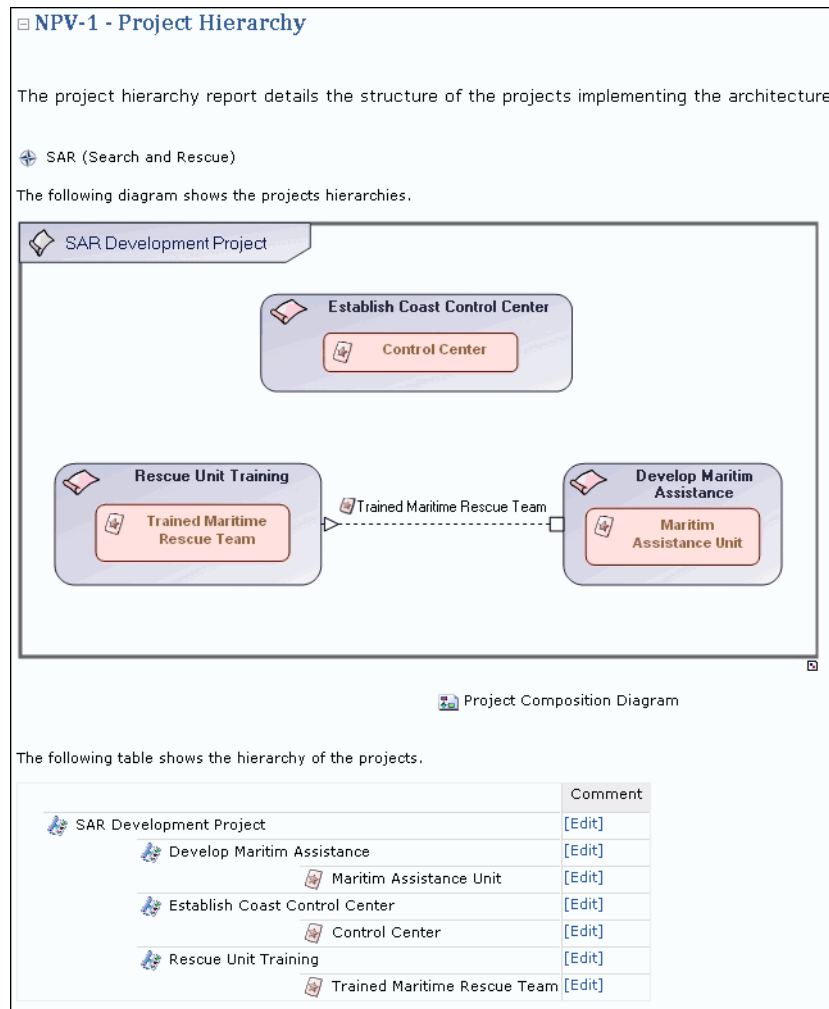 NPV-1 - Project Hierarchy
The project hierarchy report details the structure of the projects implementing the architecture
SAR (Search and Rescue)
The following diagram shows the projects hierarchies.
SAR Development Project
Establish Coast Control Center
Control Center
Rescue Unit Training
Trained Maritime
Rescue Team
Trained Maritime Rescue Team
Develop Maritim
Assistance
Maritim
Assistance Unit
Project Composition Diagram
The following table shows the hierarchy of the projects.
Comment
SAR Development Project [Edit]
Develop Maritim Assistance [Edit]
Maritim Assistance Unit [Edit]
Establish Coast Control Center [Edit]
Control Center [Edit]
Rescue Unit Training [Edit]
Trained Maritime Rescue Team [Edit]